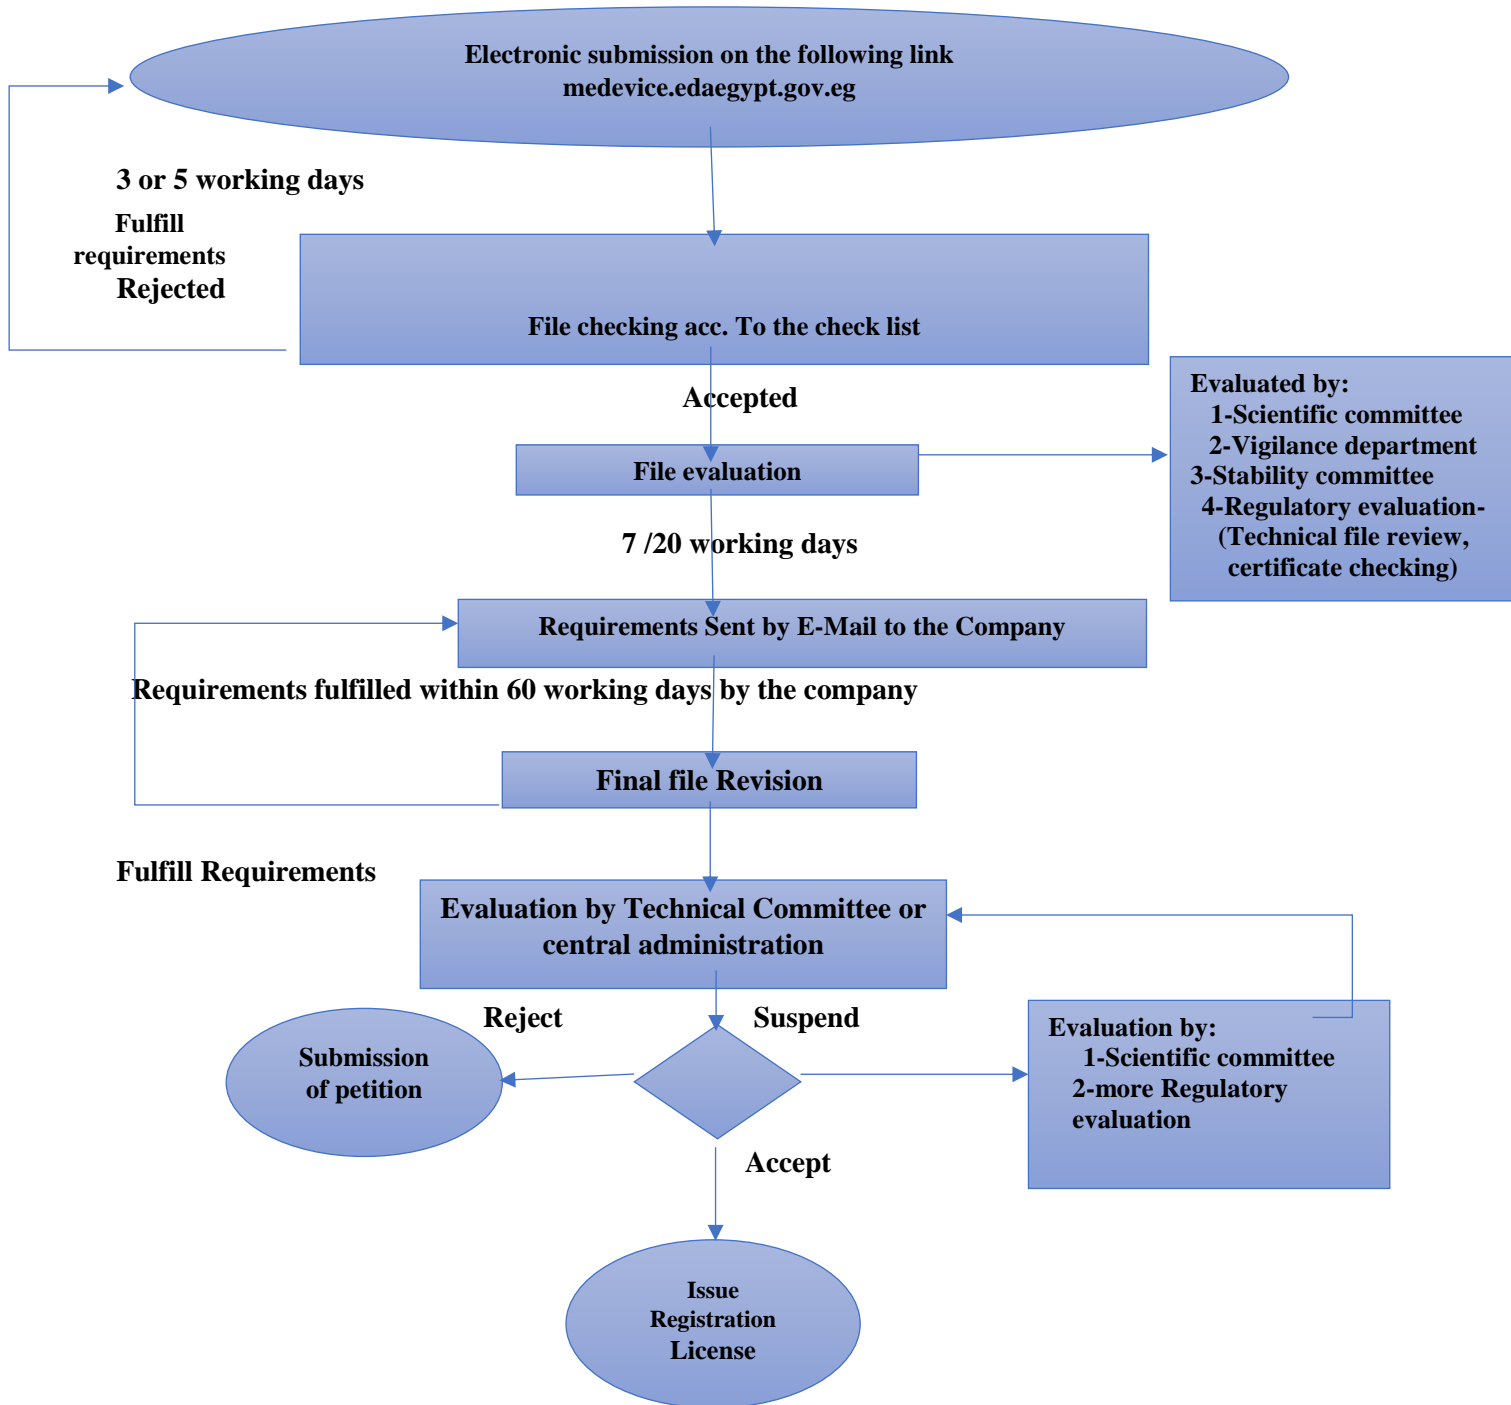 Electronic submission on the following link
medevice.edaegypt.gov.eg
3 or 5 working days
Fulfill
requirements
Rejected
File checking acc. To the check list
Accepted
Evaluated by:
1-Scientific committee
2-Vigilance department
3-Stability committee
4-Regulatory evaluation-
(Technical file review,
certificate checking)
File evaluation
7 /20 working days
Requirements Sent by E-Mail to the Company
Requirements fulfilled within 60 working days by the company
Final file Revision
Fulfill Requirements
Evaluation by Technical Committee or
central administration
Reject
Suspend
Submission
of petition
Evaluation by:
1-Scientific committee
2-more Regulatory
evaluation
Accept
Issue
Registration
License